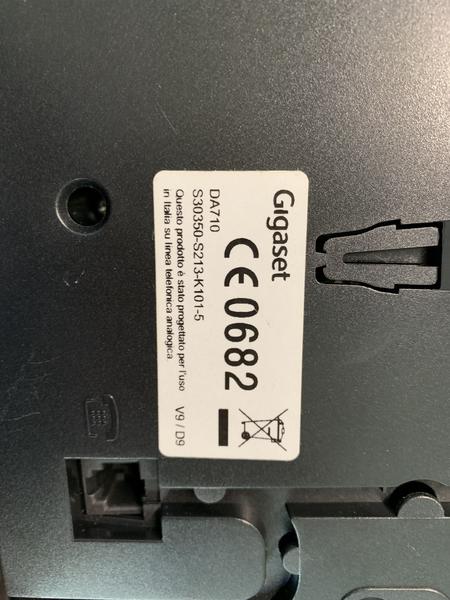 Gigaset
CE 0682
DA710
S30350-S213-K101-5
Questo prodotto è stato progettato per l'uso
in Italia su linea telefonica analogica.
V9 / D9